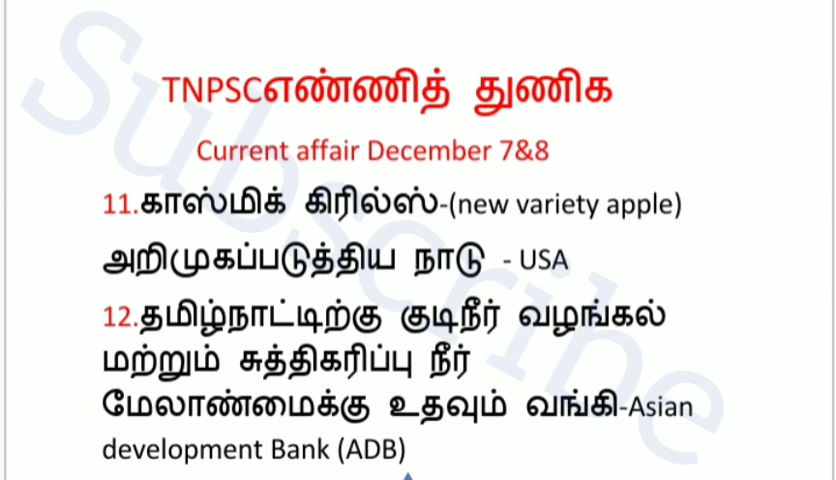 TNPSCஎண்ணித் துணிக
Current affair December 7&8
11.காஸ்மிக் கிரில்ஸ்-(new variety apple)
அறிமுகப்படுத்திய நாடு - USA
12.தமிழ்நாட்டிற்கு குடிநீர் வழங்கல்
மற்றும் சுத்திகரிப்பு நீர்
மேலாண்மைக்கு உதவும் வங்கி-Asian
development Bank (ADB)
Subscribe